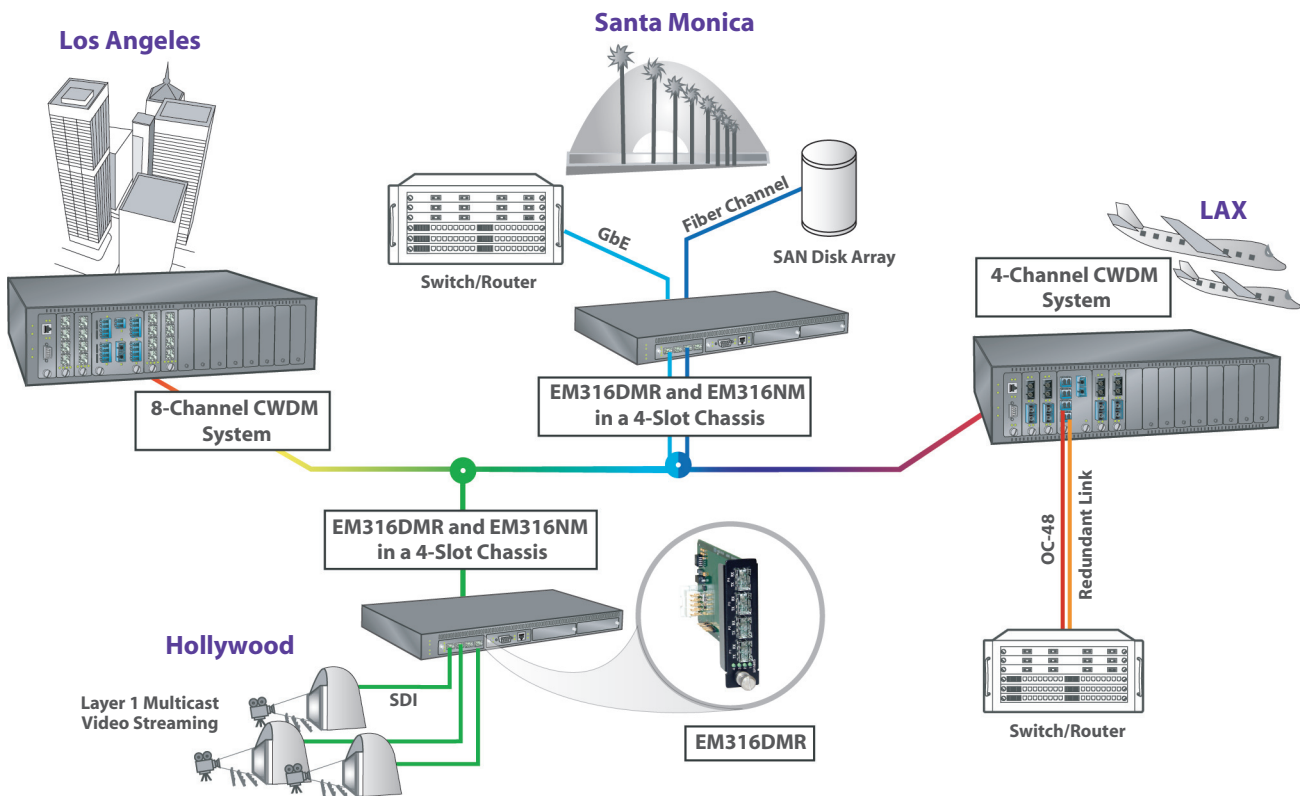 Santa Monica
Los Angeles
Fiber Channel
GbE
LAX
SAN Disk Array
Switch/Router
4-Channel CWDM
System
EM316DMR and EM316NM
in a 4-Slot Chassis
8-Channel CWDM
System
EM316DMR and EM316NM
in a 4-Slot Chassis
OC-48
Redundant Link
Hollywood
SDI
Layer 1 Multicast
Video Streaming
EM316DMR
Switch/Router